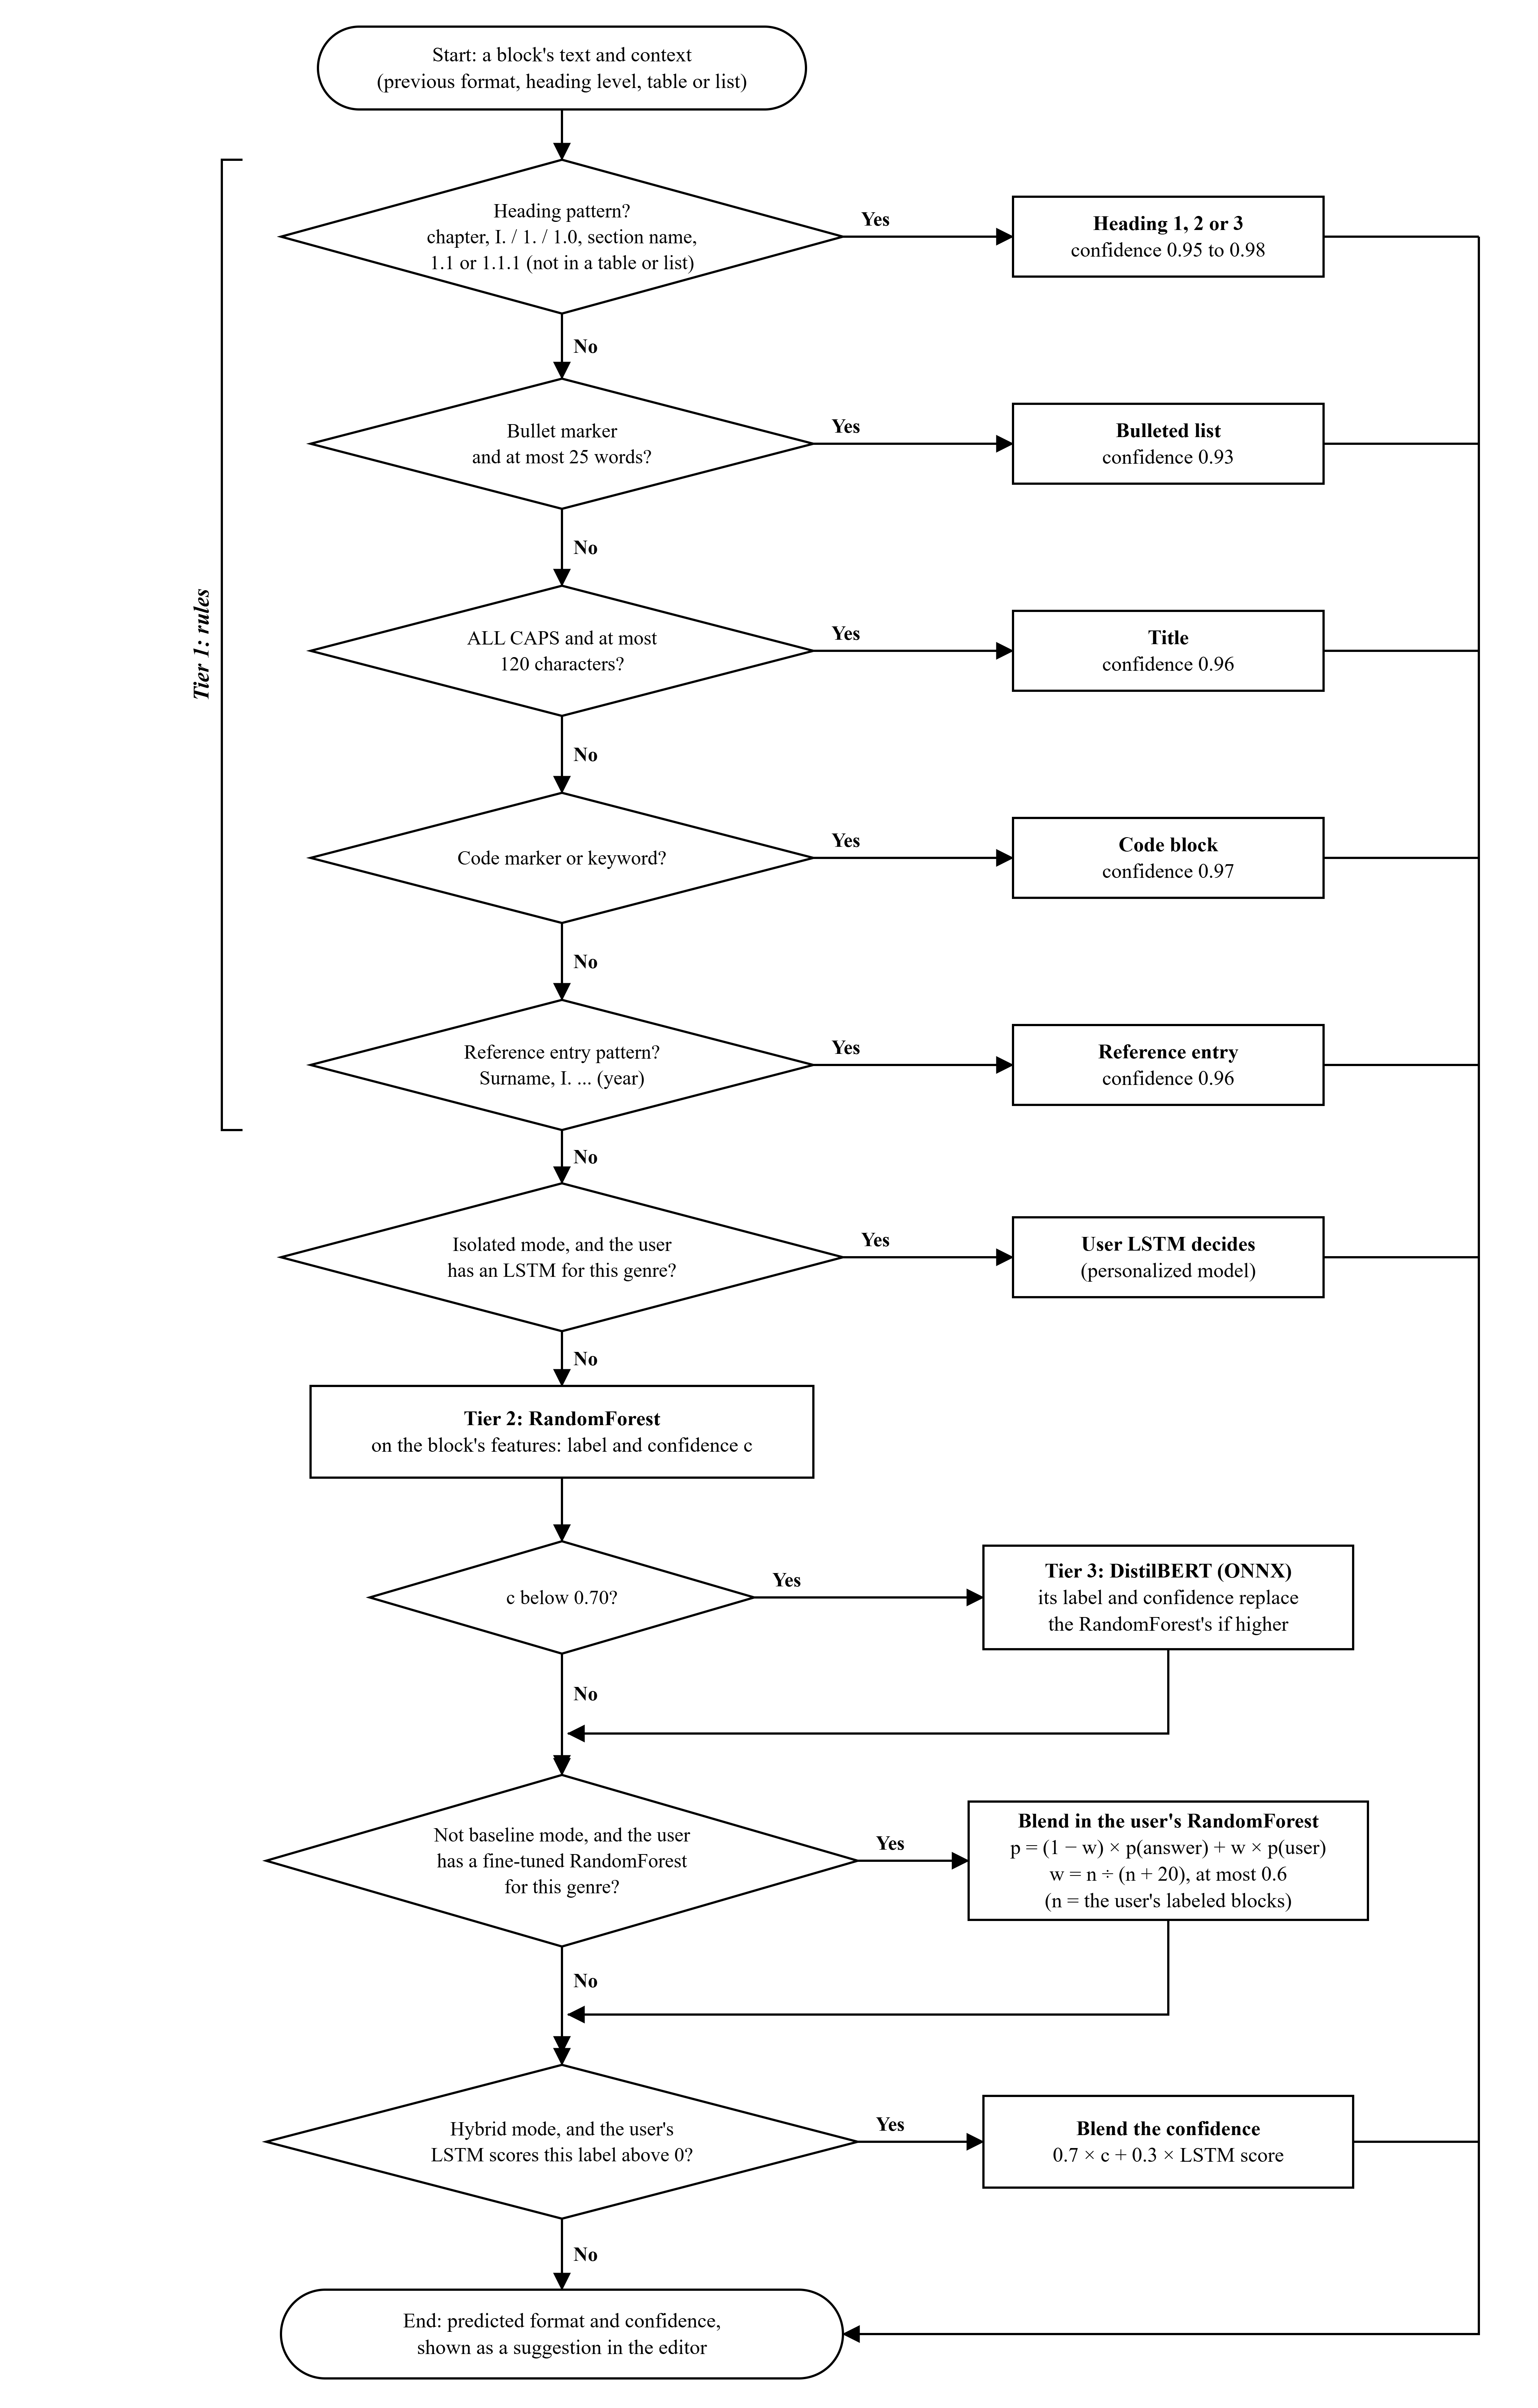 Start: a block's text and context
(previous format, heading level, table or list)
Tier 1: rules
Heading pattern?
chapter, I. / 1. / 1.0, section name,
1.1 or 1.1.1 (not in a table or list)
Yes
Heading 1, 2 or 3
confidence 0.95 to 0.98
No
Bullet marker
and at most 25 words?
Yes
Bulleted list
confidence 0.93
No
ALL CAPS and at most
120 characters?
Yes
Title
confidence 0.96
No
Code marker or keyword?
Yes
Code block
confidence 0.97
No
Reference entry pattern?
Surname, I. ... (year)
Yes
Reference entry
confidence 0.96
No
Isolated mode, and the user
has an LSTM for this genre?
Yes
User LSTM decides
(personalized model)
No
Tier 2: RandomForest
on the block's features: label and confidence c
c below 0.70?
Yes
Tier 3: DistilBERT (ONNX)
its label and confidence replace
the RandomForest's if higher
No
Not baseline mode, and the user
has a fine-tuned RandomForest
for this genre?
Yes
Blend in the user's RandomForest
p = (1 − w) × p(answer) + w × p(user)
w = n ÷ (n + 20), at most 0.6
(n = the user's labeled blocks)
No
Hybrid mode, and the user's
LSTM scores this label above 0?
Yes
Blend the confidence
0.7 × c + 0.3 × LSTM score
No
End: predicted format and confidence,
shown as a suggestion in the editor